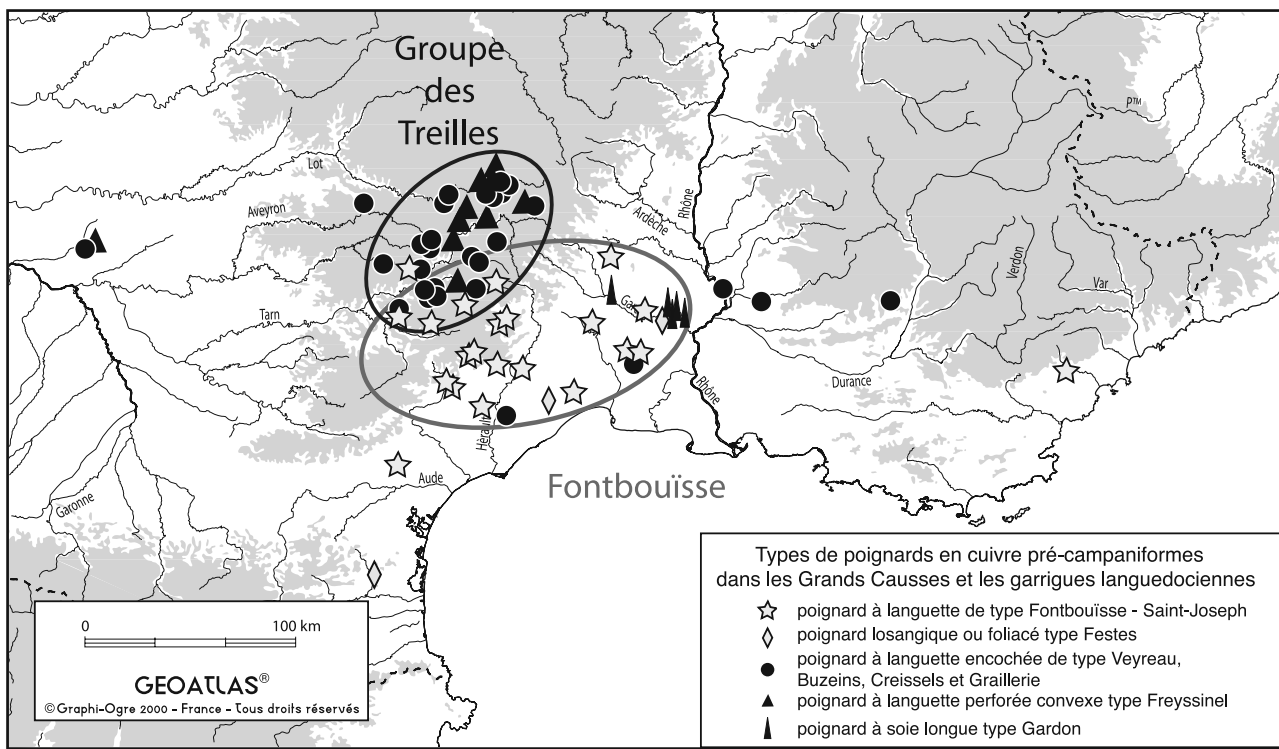 Groupe
des
Treilles
Lot
Aveyron
Ardèche
Rhône
P™
Verdon
Var
Tarn
Durance
Rhône
Hérault
Aude
Garonne
Fontbouïsse
Types de poignards en cuivre pré-campaniformes
dans les Grands Causses et les garrigues languedociennes
poignard à languette de type Fontbouïsse - Saint-Joseph
poignard losangique ou foliacé type Festes
poignard à languette encochée de type Veyreau,
Buzeins, Creissels et Graillerie
poignard à languette perforée convexe type Freyssinel
poignard à soie longue type Gardon
0 100 km
GEOATLAS®
© Graphi-Ogre 2000 - France - Tous droits réservés